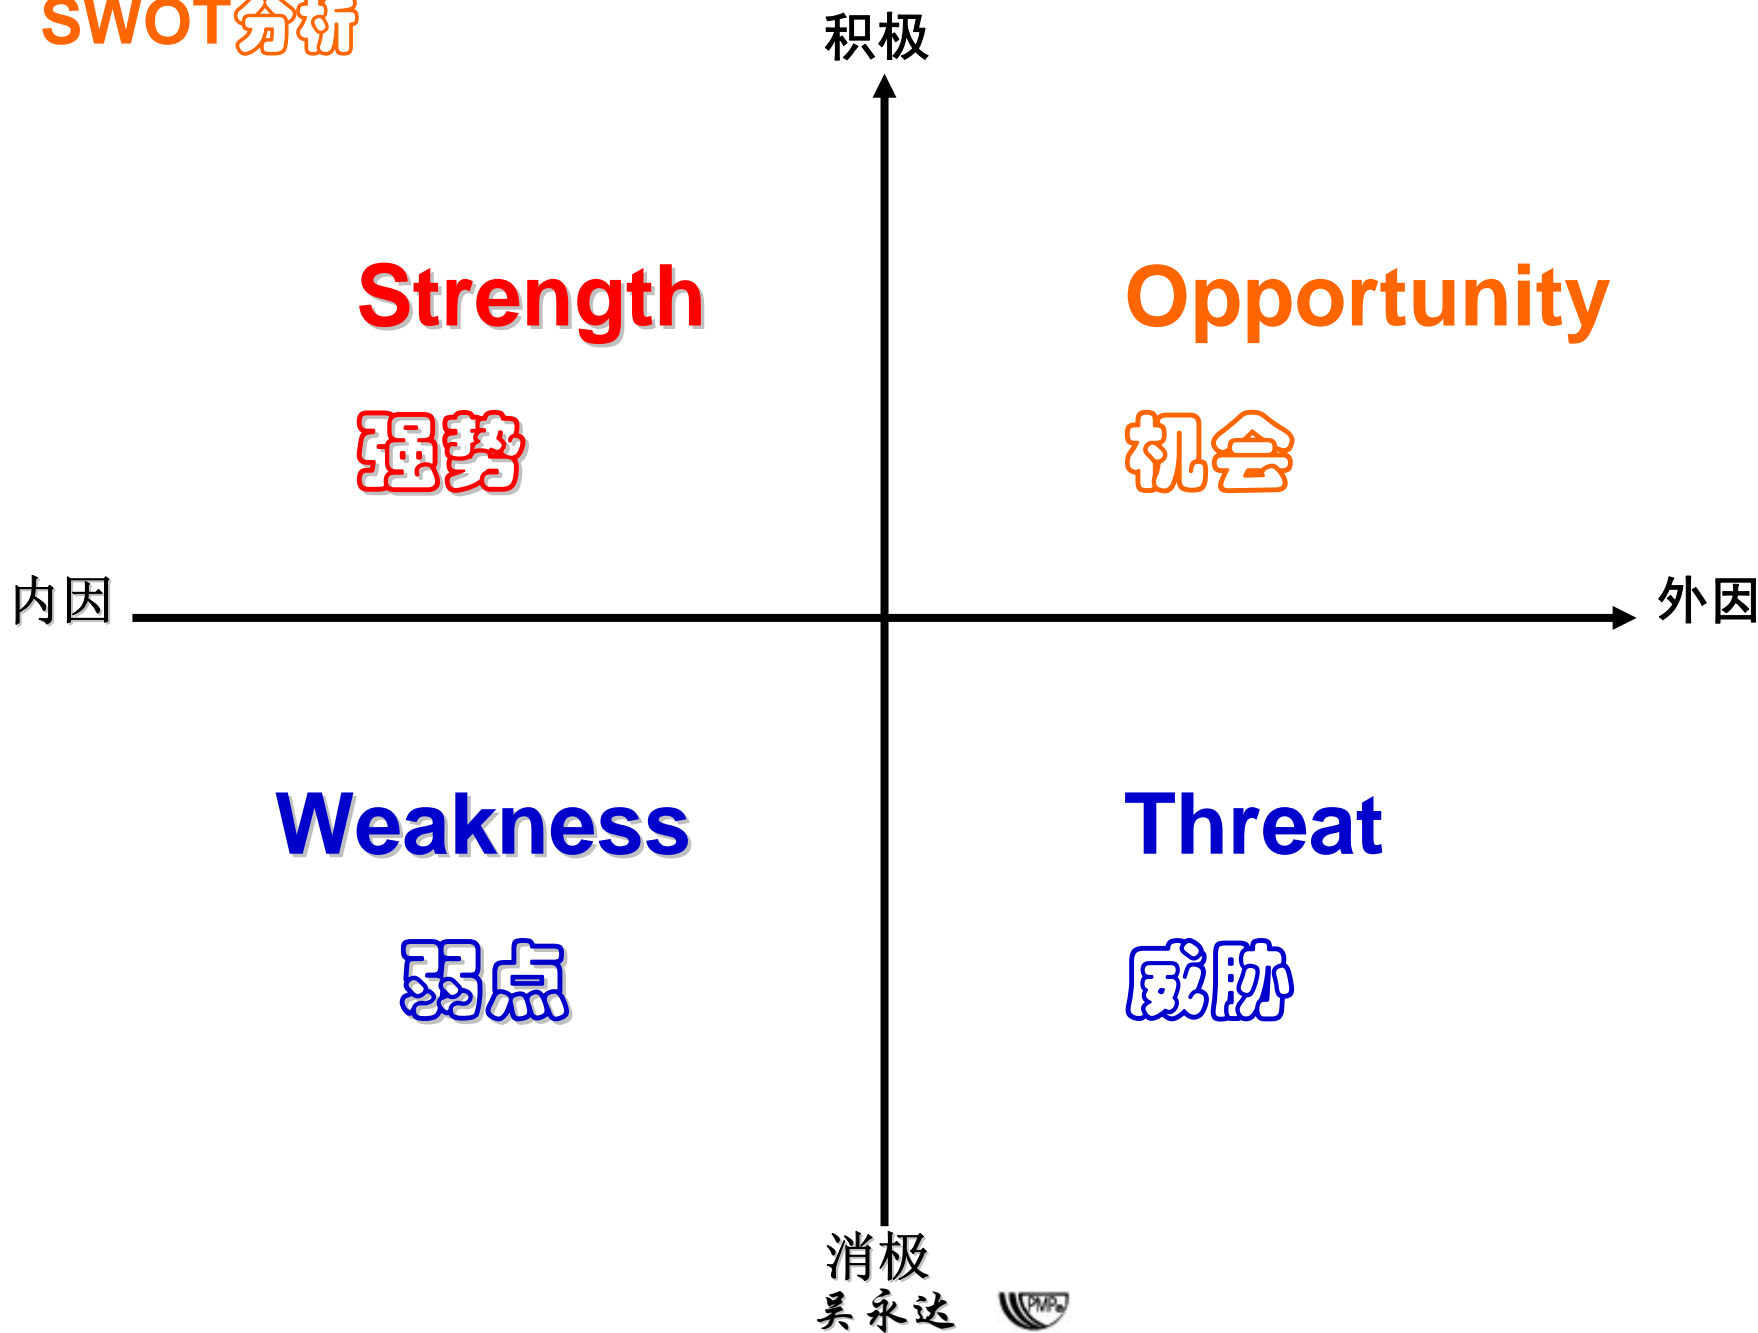 SWOT分析
积极
Strength
强势
Opportunity
机会
内因
外因
Weakness
弱点
Threat
威胁
消极
吴永达
PMP®